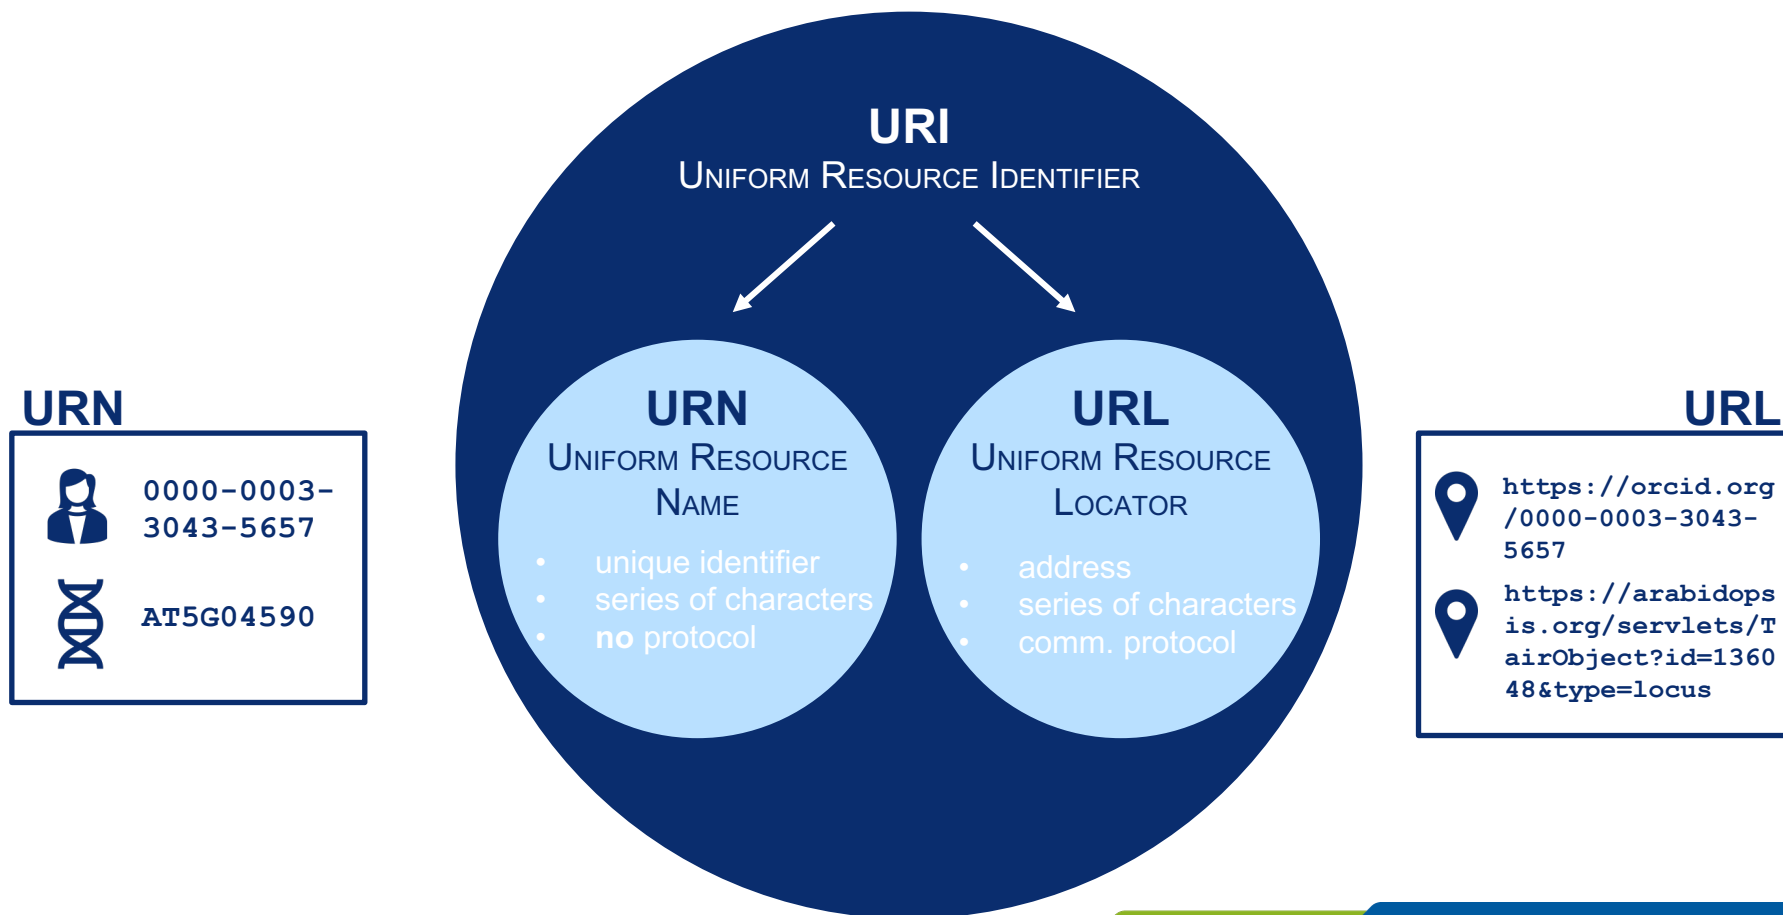 URI
UNIFORM RESOURCE IDENTIFIER
URN
0000-0003-
3043-5657
AT5G04590
URN
UNIFORM RESOURCE
NAME
• unique identifier
• series of characters
• no protocol
URL
UNIFORM RESOURCE
LOCATOR
• address
• series of characters
• comm. protocol
URL
https://orcid.org
/0000-0003-3043-
5657
https://arabidops
is.org/servlets/T
airObject?id=1360
48&type=locus